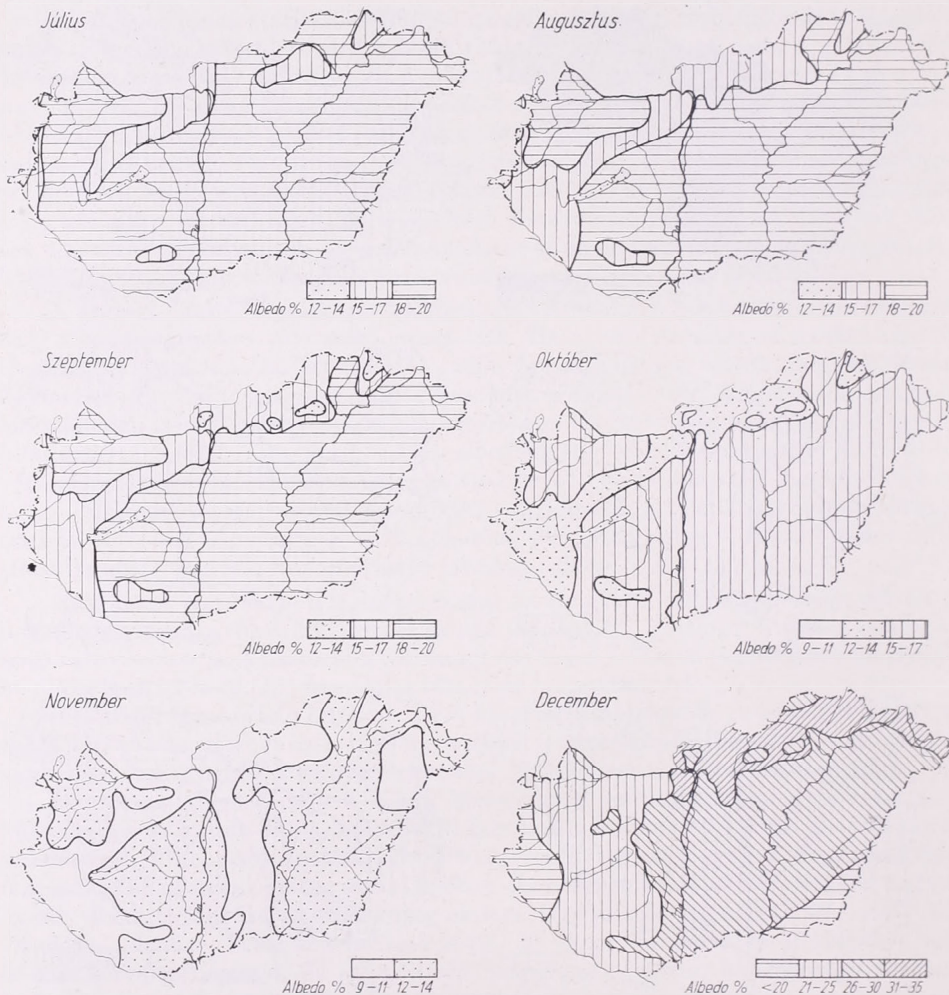 Július
Augusztus
Albedo % 12-14 15-17 18-20
Albedo % 12-14 15-17 18-20
Szeptember
Október
Albedo % 12-14 15-17 18-20
Albedo % 9-11 12-14 15-17
November
December
Albedo % 9-11 12-14
Albedo % <20 21-25 26-30 31-35